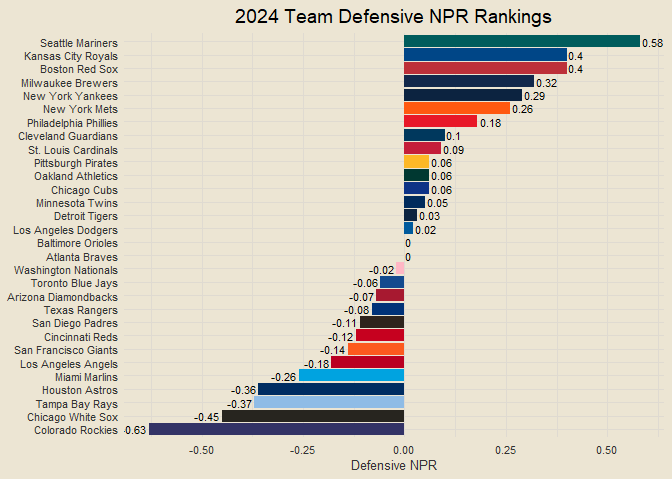 2024 Team Defensive NPR Rankings
Seattle Mariners 0.58
Kansas City Royals 0.4
Boston Red Sox 0.4
Milwaukee Brewers 0.32
New York Yankees 0.29
New York Mets 0.26
Philadelphia Phillies 0.18
Cleveland Guardians 0.1
St. Louis Cardinals 0.09
Pittsburgh Pirates 0.06
Oakland Athletics 0.06
Chicago Cubs 0.06
Minnesota Twins 0.05
Detroit Tigers 0.03
Los Angeles Dodgers 0.02
Baltimore Orioles 0
Atlanta Braves 0
Washington Nationals -0.02
Toronto Blue Jays -0.06
Arizona Diamondbacks -0.07
Texas Rangers -0.08
San Diego Padres -0.11
Cincinnati Reds -0.12
San Francisco Giants -0.14
Los Angeles Angels -0.18
Miami Marlins -0.26
Houston Astros -0.36
Tampa Bay Rays -0.37
Chicago White Sox -0.45
Colorado Rockies -0.63
-0.50 -0.25 0.00 0.25 0.50
Defensive NPR